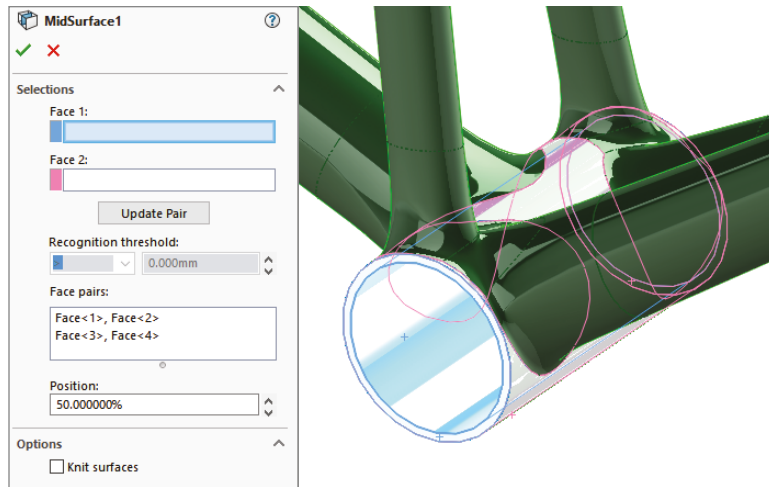 MidSurface1
Selections
Face 1:
Face 2:
Update Pair
Recognition threshold:
0.000mm
Face pairs:
Face<1>, Face<2>
Face<3>, Face<4>
Position:
50.000000%
Options
Knit surfaces